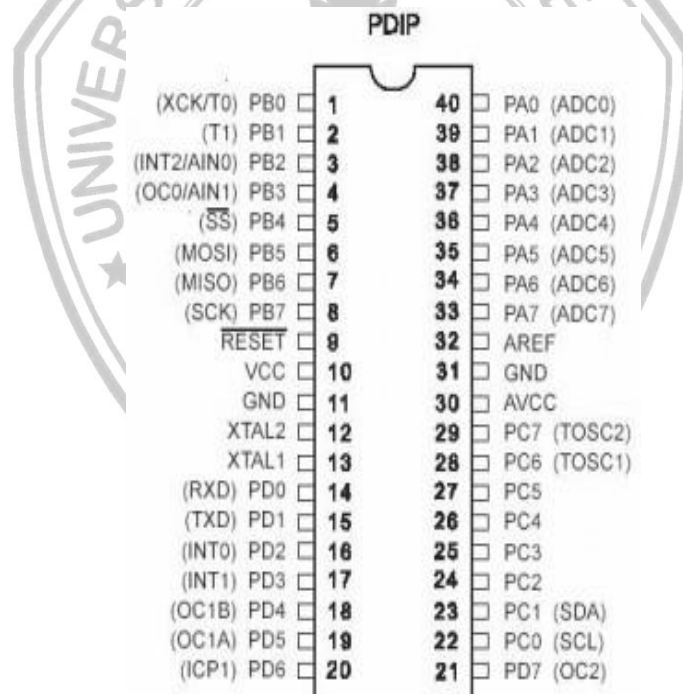 PDIP
(XCK/T0) PB0 1 40 PA0 (ADC0)
(T1) PB1 2 39 PA1 (ADC1)
(INT2/AIN0) PB2 3 38 PA2 (ADC2)
(OC0/AIN1) PB3 4 37 PA3 (ADC3)
(SS) PB4 5 36 PA4 (ADC4)
(MOSI) PB5 6 35 PA5 (ADC5)
(MISO) PB6 7 34 PA6 (ADC6)
(SCK) PB7 8 33 PA7 (ADC7)
RESET 9 32 AREF
VCC 10 31 GND
GND 11 30 AVCC
XTAL2 12 29 PC7 (TOSC2)
XTAL1 13 28 PC6 (TOSC1)
(RXD) PD0 14 27 PC5
(TXD) PD1 15 26 PC4
(INT0) PD2 16 25 PC3
(INT1) PD3 17 24 PC2
(OC1B) PD4 18 23 PC1 (SDA)
(OC1A) PD5 19 22 PC0 (SCL)
(ICP1) PD6 20 21 PD7 (OC2)